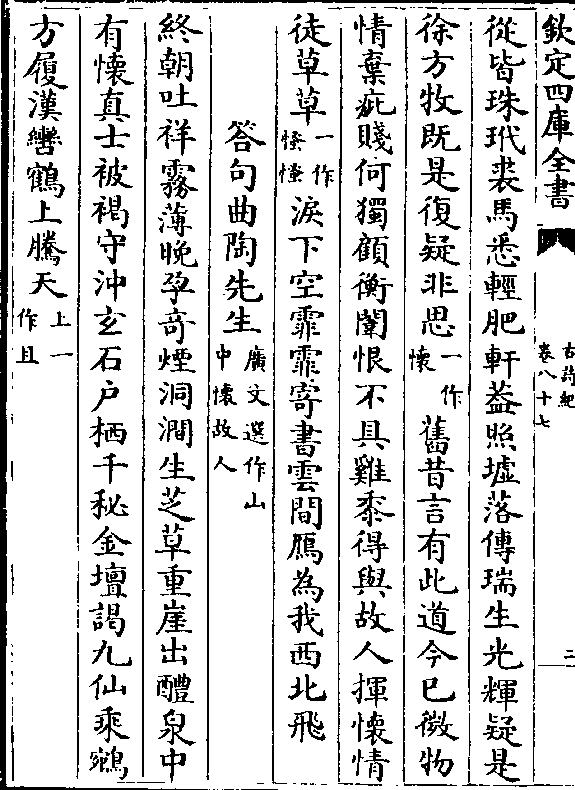 欽定四庫全書
古詩紀
卷八十七
二
從皆珠玳裘馬悉輕肥軒葢照墟落傳瑞生光輝疑是
徐方牧既是復疑非思一作懷舊昔言有此道今已微物
情棄疵賤何獨顧衡闈恨不具雞黍得與故人揮懷情
徒草草一作慅慅淚下空霏霏寄書雲間鴈為我西北飛
答句曲陶先生廣文選作山中懷故人
終朝吐祥霧薄晚孕奇煙洞澗生芝草重崖出醴泉中
有懷真士被褐守沖玄石户栖千秘金壇謁九仙乘鵷
方履漢轡鶴上騰天上一作且